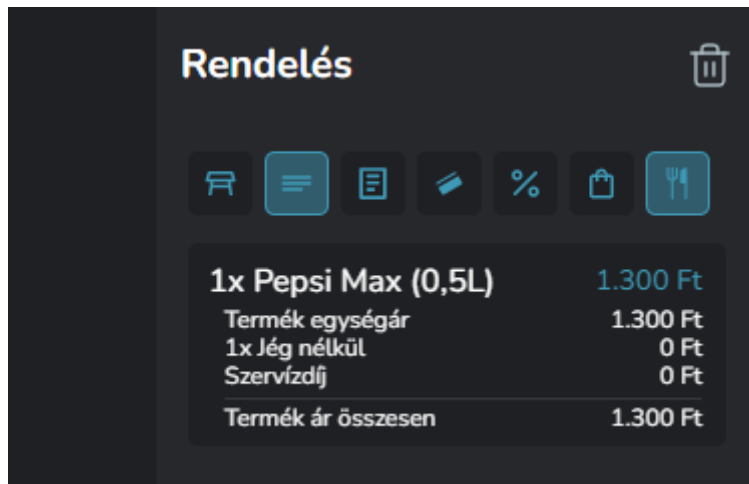 Rendelés
1x Pepsi Max (0,5L) 1.300 Ft
Termék egységár 1.300 Ft
1x Jég nélkül 0 Ft
Szervízdíj 0 Ft
Termék ár összesen 1.300 Ft